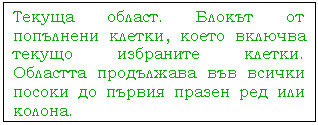 Текуща област. Блокът от
попълнени клетки, което включва
текущо избраните клетки.
Областта продължава във всички
посоки до първия празен ред или
колона.